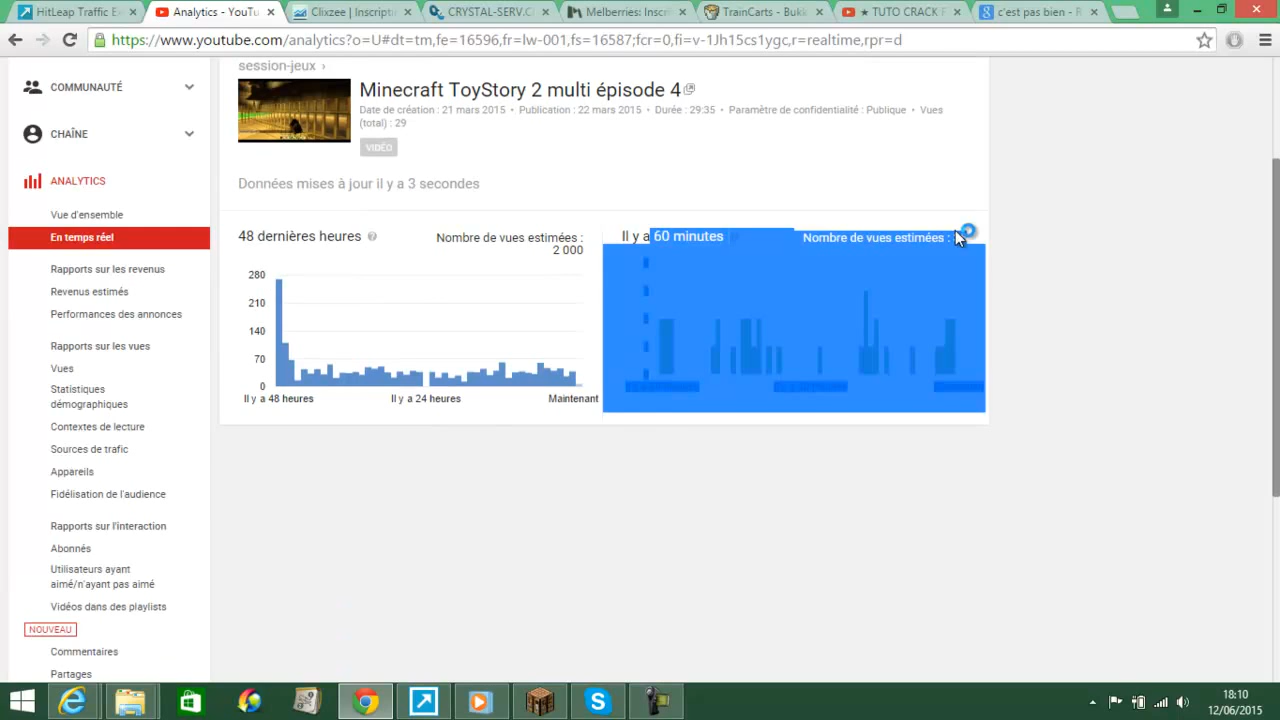 HitLeap Traffic Ex
Analytics - YouTu
Clixzee | Inscripti
CRYSTAL-SERV.C
Melberries: Inscri
TrainCarts - Bukk
★ TUTO CRACK F
c'est pas bien - R
https://www.youtube.com/analytics?o=U#dt=tm,fe=16596,fr=lw-001,fs=16587;fcr=0,fi=v-1Jh15cs1ygc,r=realtime,rpr=d
COMMUNAUTÉ
CHAÎNE
ANALYTICS
Vue d'ensemble
En temps réel
Rapports sur les revenus
Revenus estimés
Performances des annonces
Rapports sur les vues
Vues
Statistiques
démographiques
Contextes de lecture
Sources de trafic
Appareils
Fidélisation de l'audience
Rapports sur l'interaction
Abonnés
Utilisateurs ayant
aimé/n'ayant pas aimé
Vidéos dans des playlists
NOUVEAU
Commentaires
Partages
session-jeux ›
Minecraft ToyStory 2 multi épisode 4
Date de création : 21 mars 2015 • Publication : 22 mars 2015 • Durée : 29:35 • Paramètre de confidentialité : Publique • Vues
(total) : 29
VIDÉO
Données mises à jour il y a 3 secondes
48 dernières heures
Nombre de vues estimées :
2 000
280
210
140
70
0
Il y a 48 heures
Il y a 24 heures
Maintenant
Il y a 60 minutes
Nombre de vues estimées :
18:10
12/06/2015